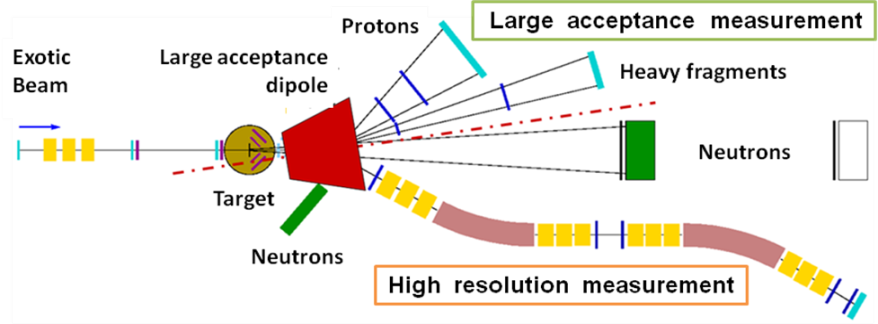 Large acceptance measurement
Protons
Exotic
Beam
Large acceptance
dipole
Heavy fragments
Neutrons
Target
Neutrons
High resolution measurement